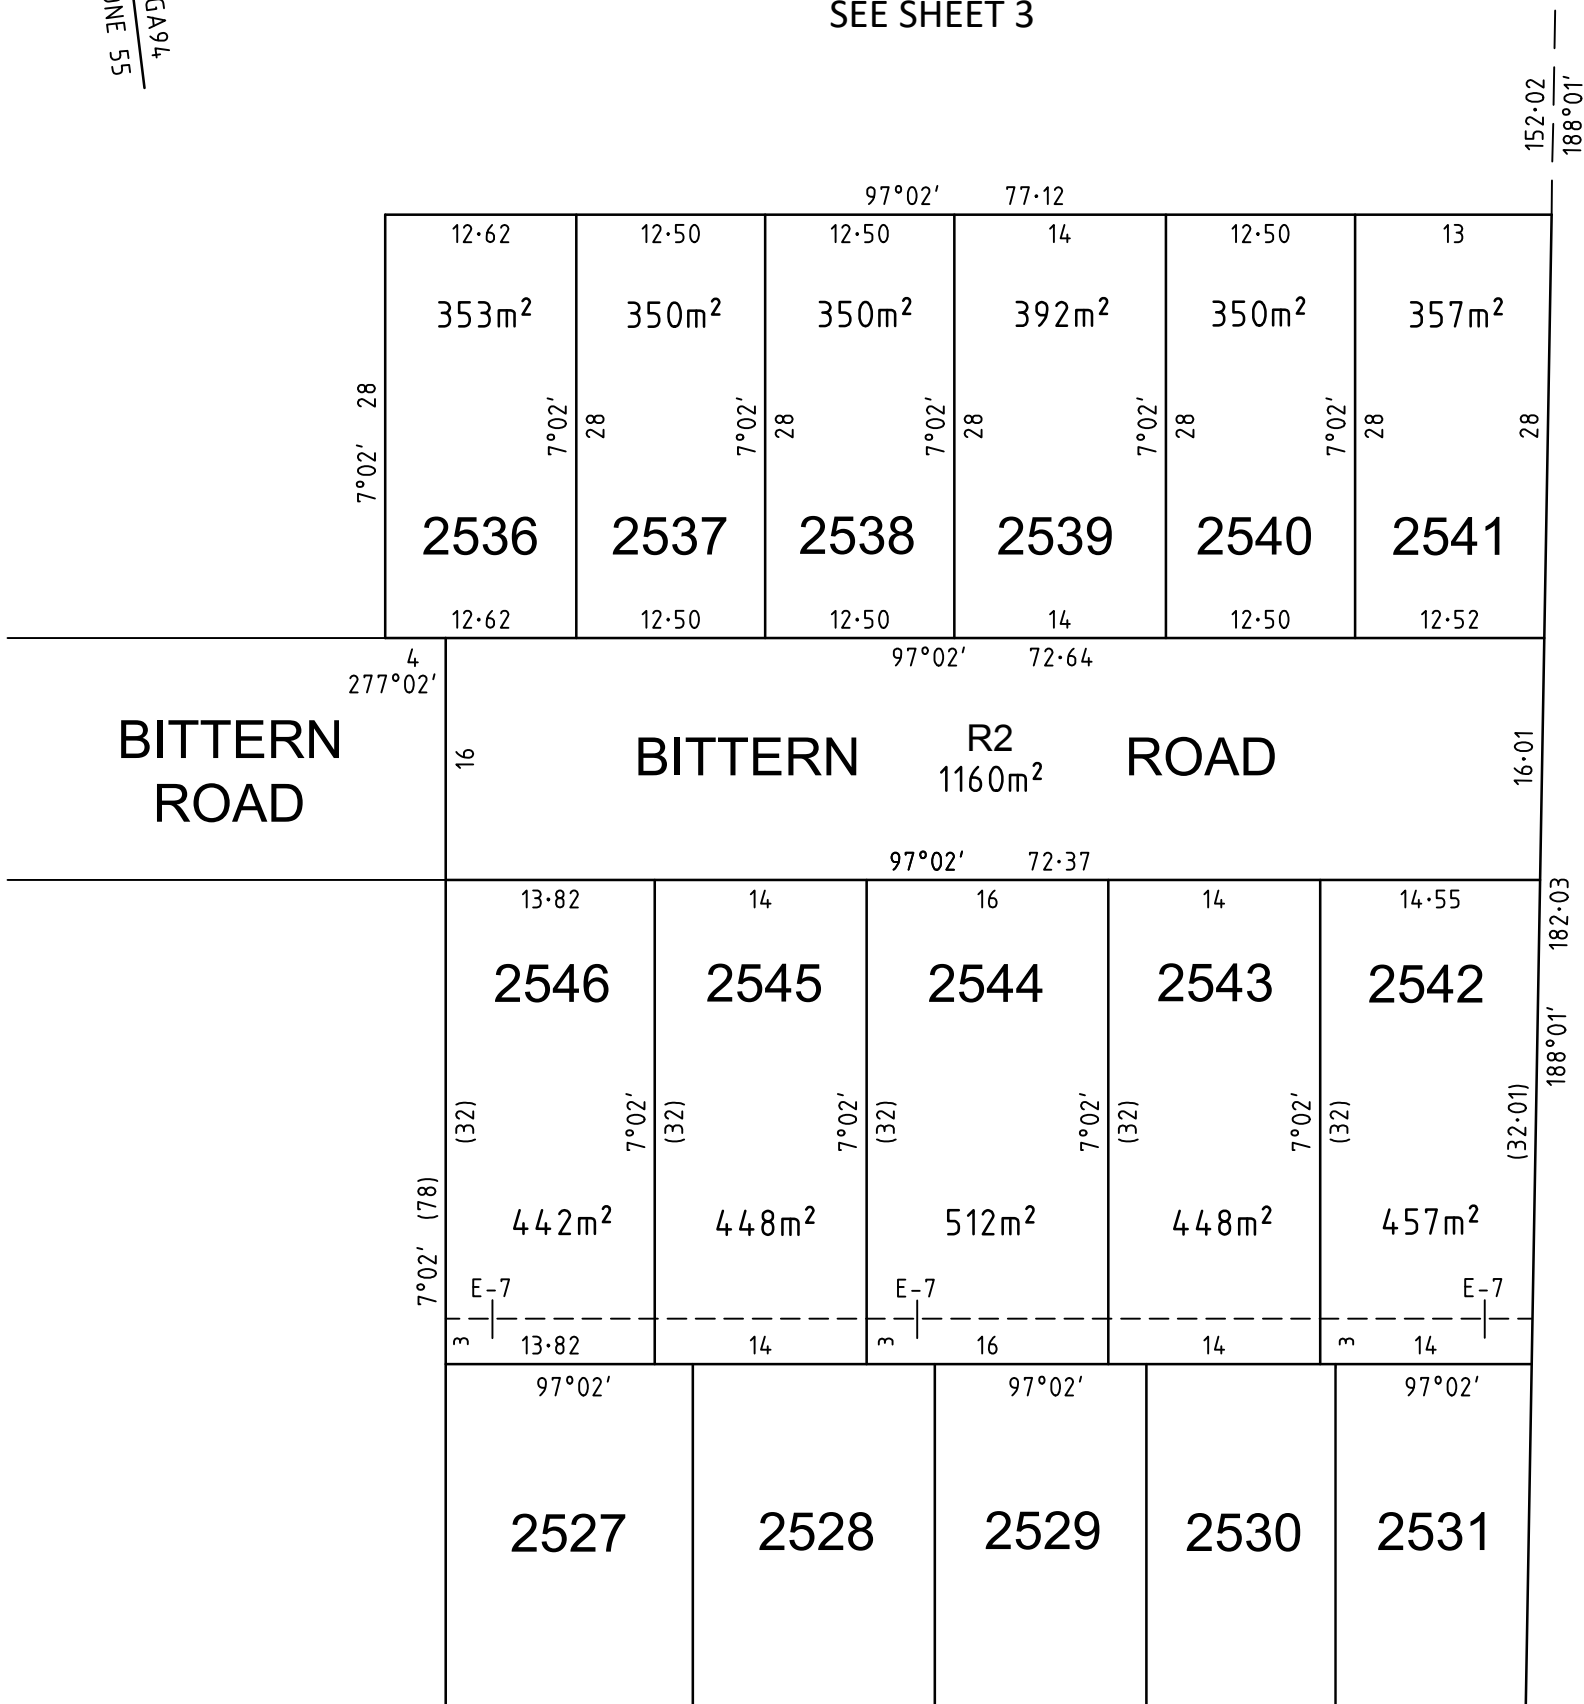 SEE SHEET 3
GA94
ONE 55
152·02
188°01'
97°02' 77·12
12·62 12·50 12·50 14 12·50 13
353m² 350m² 350m² 392m² 350m² 357m²
7°02' 28 7°02' 28 7°02' 28 7°02' 28 7°02' 28 7°02' 28 28
2536 2537 2538 2539 2540 2541
12·62 12·50 12·50 14 12·50 12·52
4
277°02'
97°02' 72·64
BITTERN
ROAD
16
BITTERN R2 ROAD
1160m²
16·01
97°02' 72·37
13·82 14 16 14 14·55
182·03
188°01'
2546 2545 2544 2543 2542
(32) 7°02' (32) 7°02' (32) 7°02' (32) 7°02' (32) (32·01)
7°02' (78)
442m² 448m² 512m² 448m² 457m²
E-7 E-7 E-7
3 13·82 14 3 16 14 3 14
97°02' 97°02' 97°02'
2527 2528 2529 2530 2531